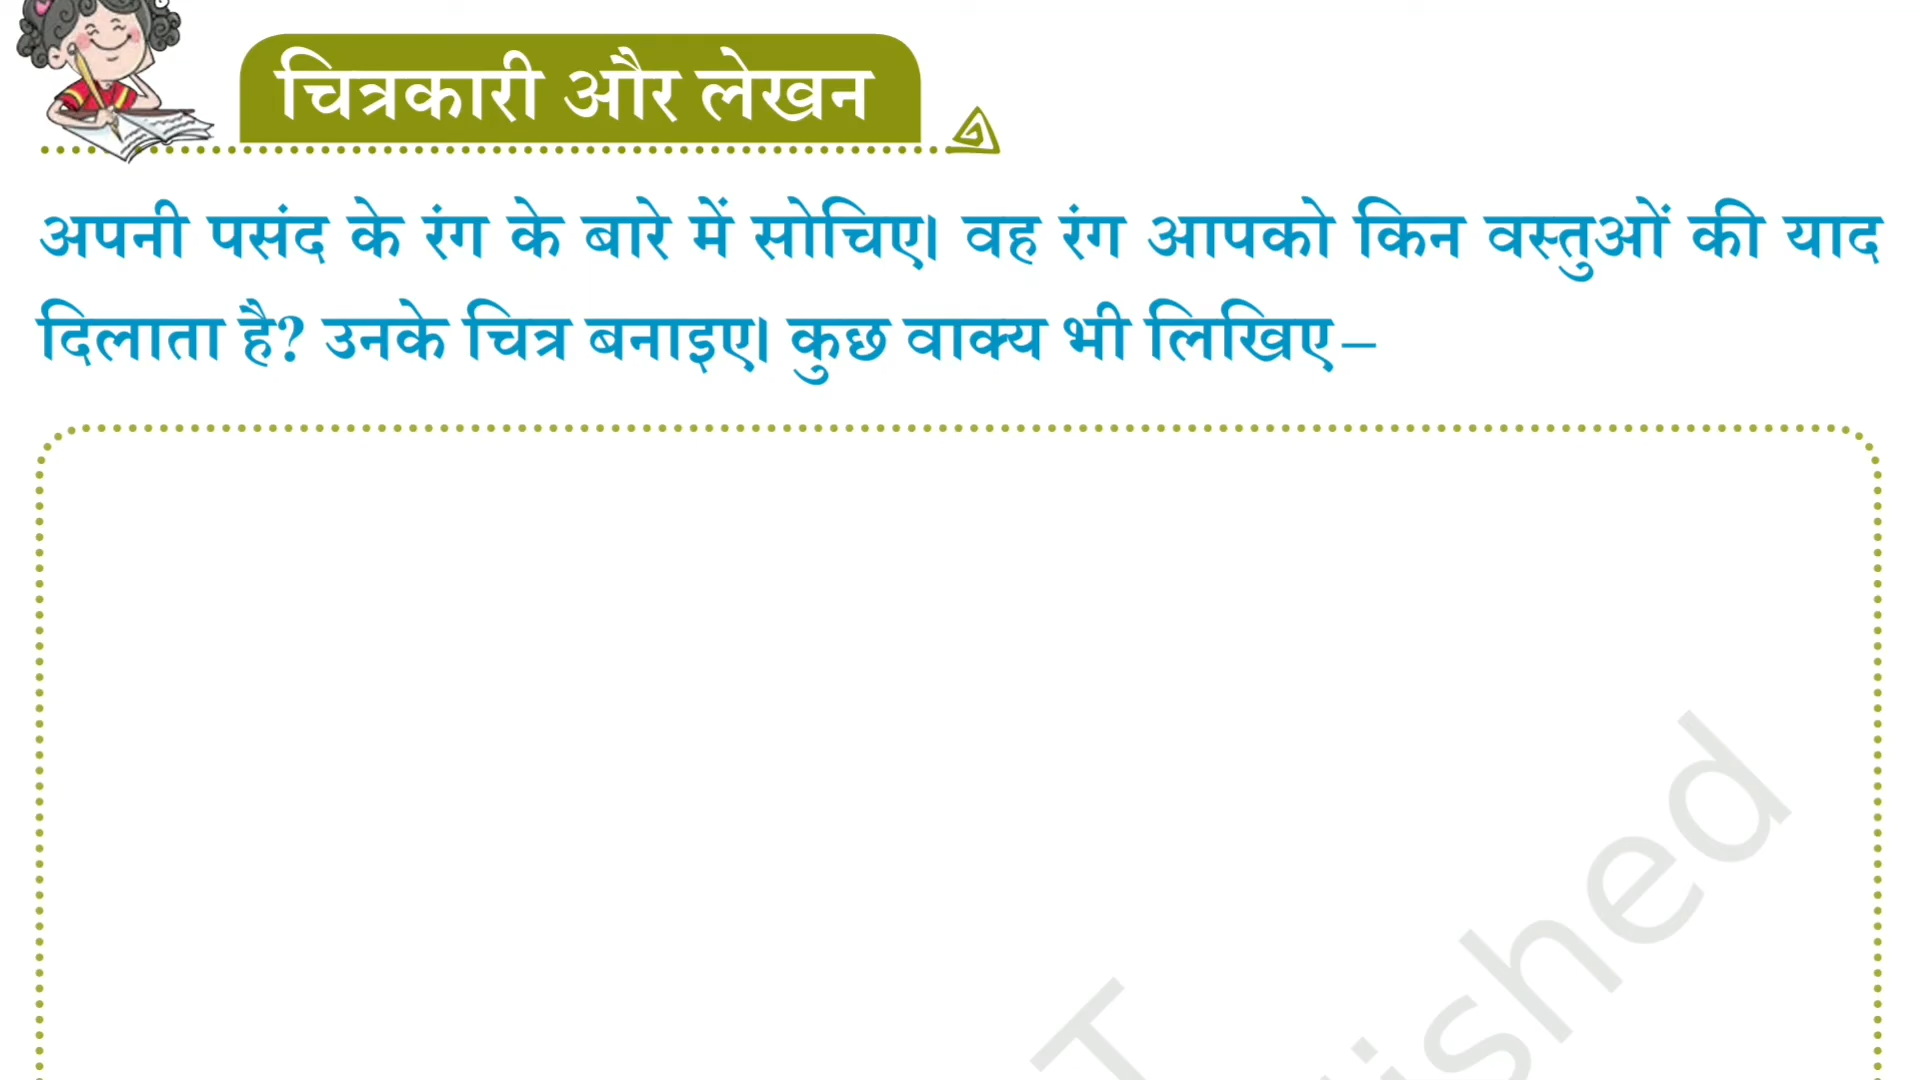 चित्रकारी और लेखन
अपनी पसंद के रंग के बारे में सोचिए। वह रंग आपको किन वस्तुओं की याद
दिलाता है? उनके चित्र बनाइए। कुछ वाक्य भी लिखिए–